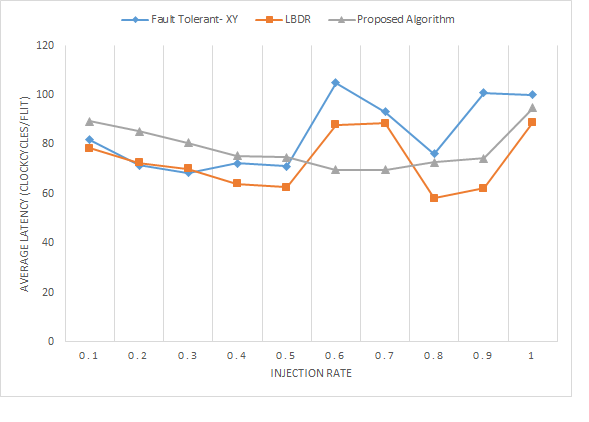 Fault Tolerant- XY LBDR Proposed Algorithm
120
100
80
60
40
20
0
AVERAGE LATENCY (CLOCKCYCLES/FLIT)
0.1 0.2 0.3 0.4 0.5 0.6 0.7 0.8 0.9 1
INJECTION RATE